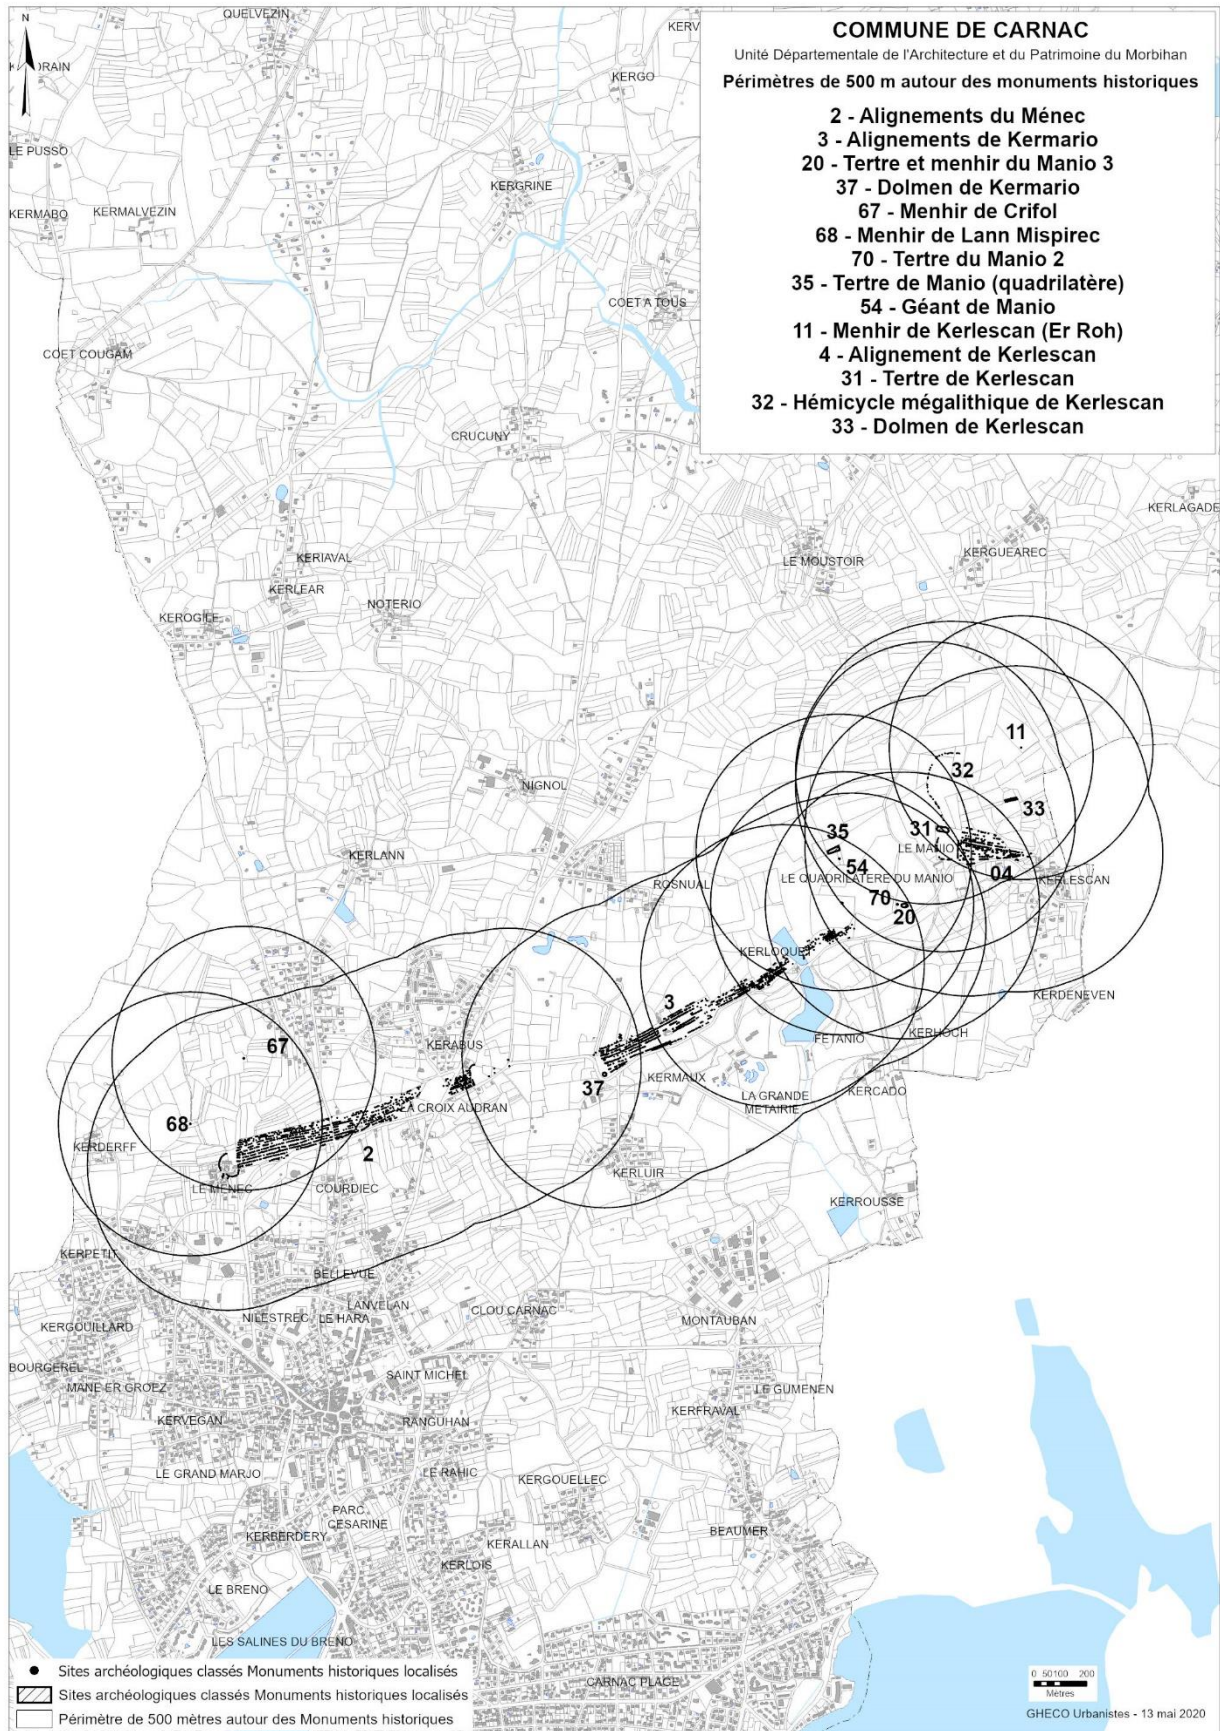 N
COMMUNE DE CARNAC
Unité Départementale de l'Architecture et du Patrimoine du Morbihan
Périmètres de 500 m autour des monuments historiques
2 - Alignements du Ménec
3 - Alignements de Kermario
20 - Tertre et menhir du Manio 3
37 - Dolmen de Kermario
67 - Menhir de Crifol
68 - Menhir de Lann Mispirec
70 - Tertre du Manio 2
35 - Tertre de Manio (quadrilatère)
54 - Géant de Manio
11 - Menhir de Kerlescan (Er Roh)
4 - Alignement de Kerlescan
31 - Tertre de Kerlescan
32 - Hémicycle mégalithique de Kerlescan
33 - Dolmen de Kerlescan
QUELVEZIN
KERV
KERGO
LE PUSSO
KERGRINE
KERMABO
KERMALVEZIN
COET A TOUS
COET COUGAM
CRUCUNY
KERLAGADE
KERIAVAL
LE MOUSTOIR
KERGUEAREC
KERLEAR
NOTERIO
KEROGILE
11
32
NIGNOL
33
35
31
LE MANIO
KERLANN
54
04
ROSNUAL
LE QUADRILATERE DU MANIO
KERLESCAN
70
20
KERLOQUET
3
KERDENEVEN
67
KERABUS
FETANIO
KERHOCH
37
KERMAUX
LA GRANDE
METAIRIE
KERCADO
LA CROIX AUDRAN
68
KERDERFF
2
LE MENEC
COURDIEC
KERLUIR
KERROUSSE
KERPETIT
BELLEVUE
LANVELAN
NILESTREC
LE HARA
CLOU CARNAC
MONTAUBAN
KERGOUILLARD
BOURGEREL
MANE ER GROEZ
SAINT MICHEL
LE GUMENEN
KERVEGAN
RANGUHAN
KERFRAVAL
LE GRAND MARJO
LE RAHIC
KERGOUELLEC
PARC
CESARINE
KERBERDERY
KERALLAN
BEAUMER
KERLOIS
LE BRENO
LES SALINES DU BRENO
CARNAC PLAGE
Sites archéologiques classés Monuments historiques localisés
Sites archéologiques classés Monuments historiques localisés
Périmètre de 500 mètres autour des Monuments historiques
0 50100 200
Mètres
GHECO Urbanistes - 13 mai 2020